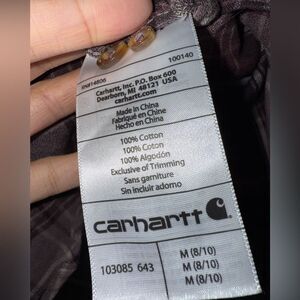 RN#14806 100140
Carhartt, Inc. P.O. Box 600
Dearborn, MI 48121 USA
carhartt.com
Made in China
Fabriqué en Chine
Hecho en China
100% Cotton
100% Coton
100% Algodón
Exclusive of Trimming
Sans garniture
Sin incluir adorno
carhartt
103085 643
M (8/10)
M (8/10)
M (8/10)